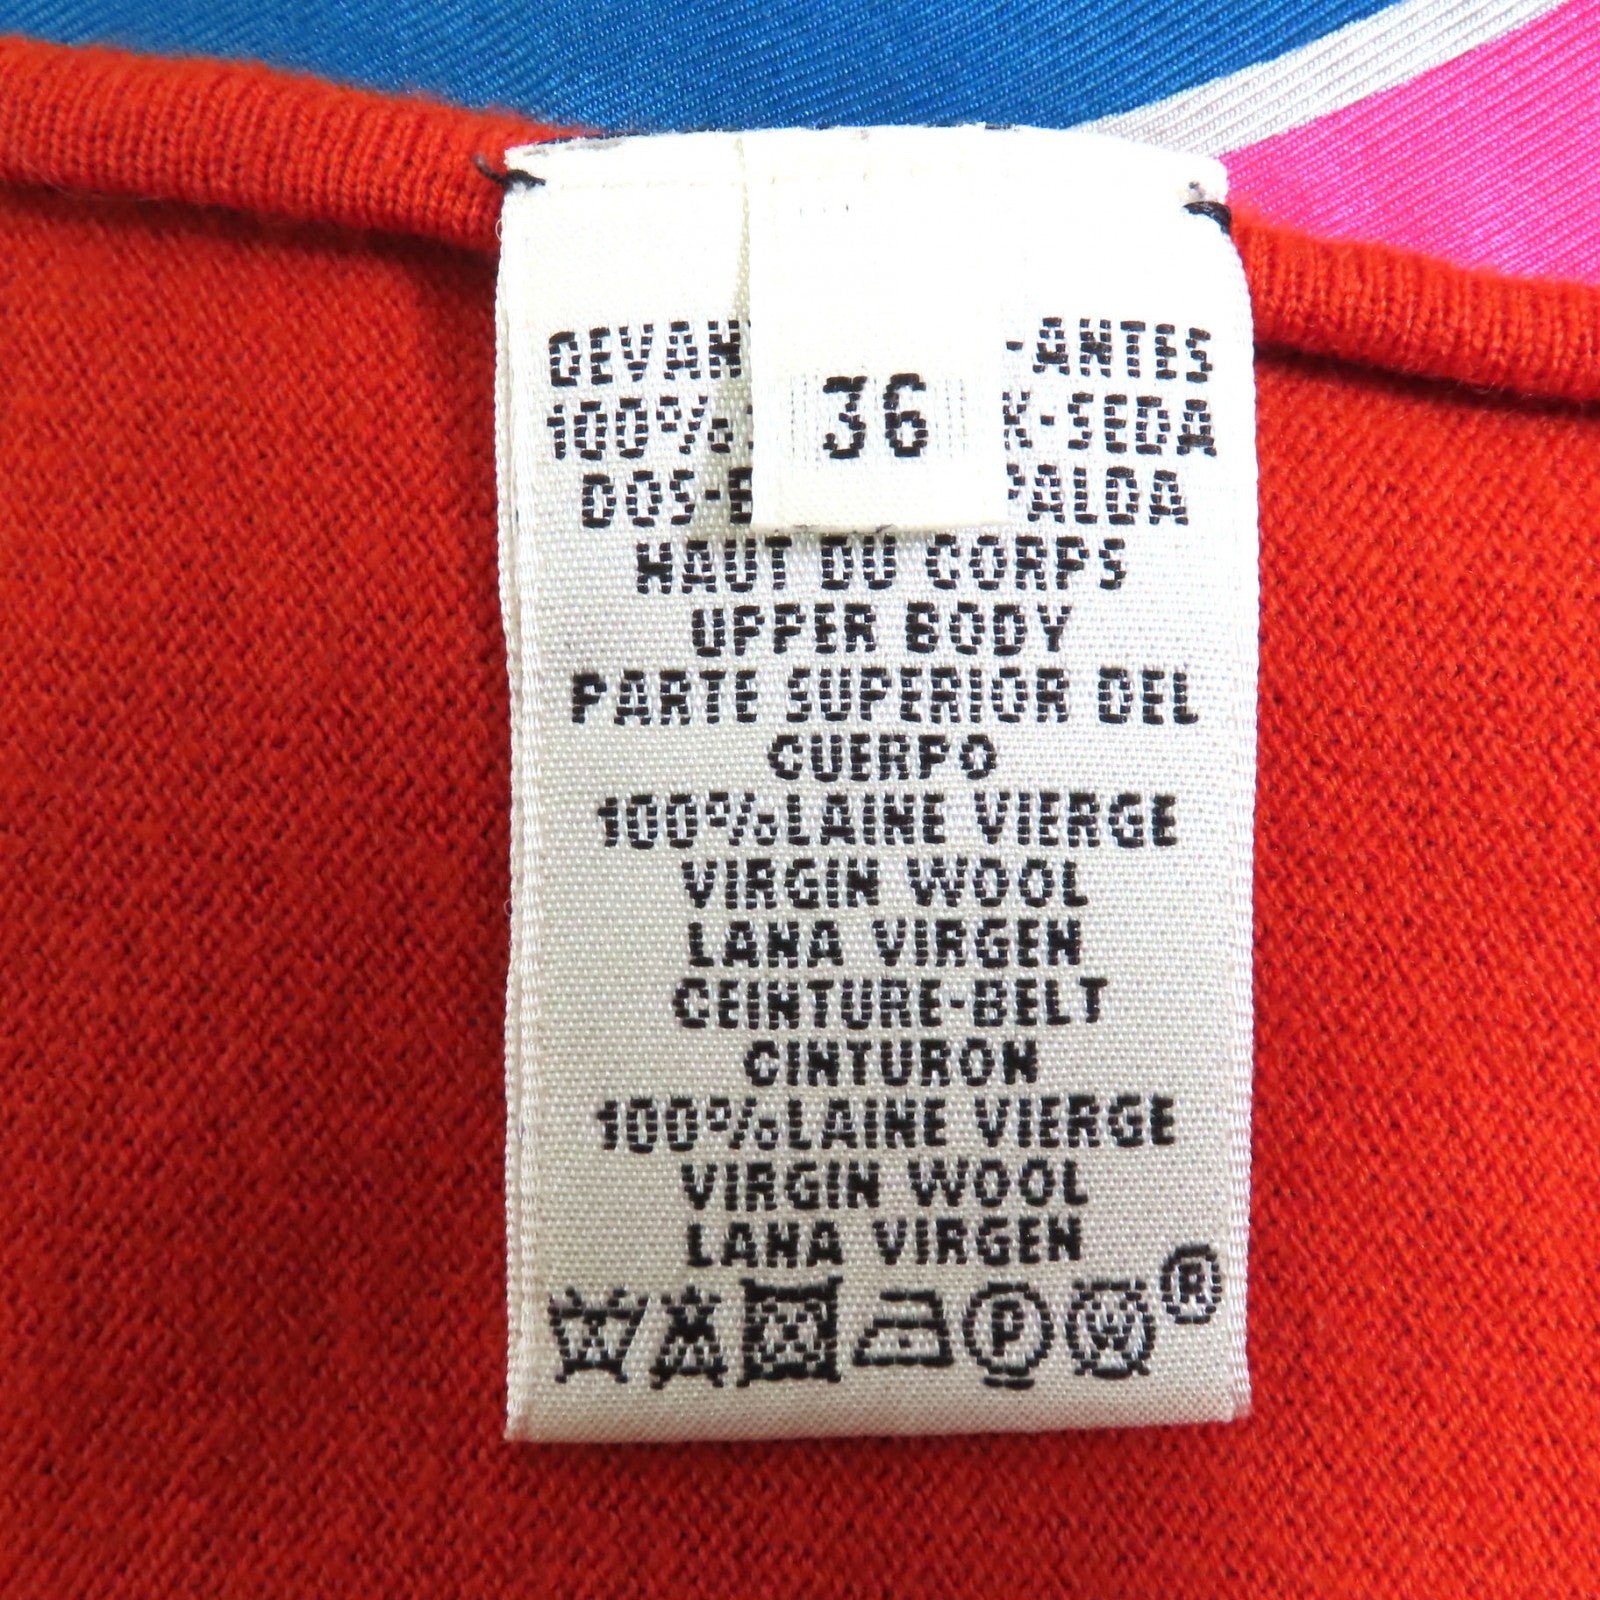 DEVAN -ANTES
36
100% K-SEDA
DOS- PALDA
HAUT DU CORPS
UPPER BODY
PARTE SUPERIOR DEL
CUERPO
100%LAINE VIERGE
VIRGIN WOOL
LANA VIRGEN
CEINTURE-BELT
CINTURON
100%LAINE VIERGE
VIRGIN WOOL
LANA VIRGEN
P W ®